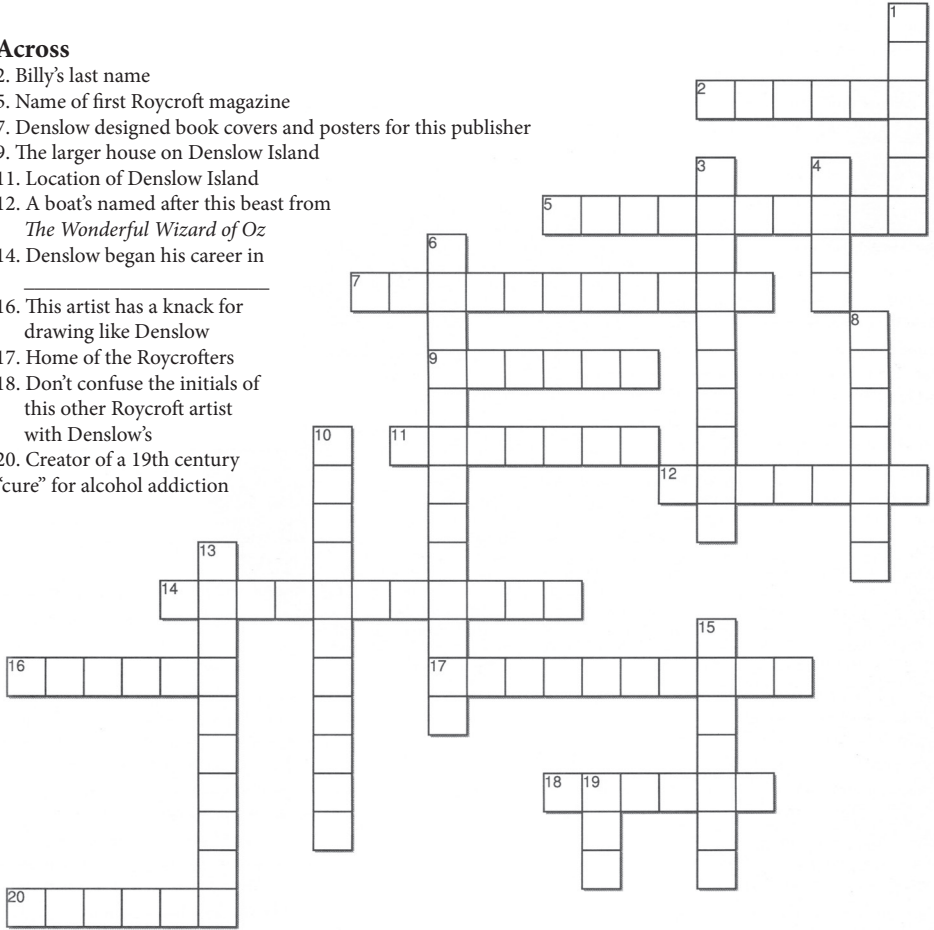 Across
2. Billy's last name
5. Name of first Roycroft magazine
7. Denslow designed book covers and posters for this publisher
9. The larger house on Denslow Island
11. Location of Denslow Island
12. A boat's named after this beast from
The Wonderful Wizard of Oz
14. Denslow began his career in
16. This artist has a knack for
drawing like Denslow
17. Home of the Roycrofters
18. Don't confuse the initials of
this other Roycroft artist
with Denslow's
20. Creator of a 19th century
"cure" for alcohol addiction
1
2
3 4
5
6
7
8
9
10 11
12
13
14
15
16 17
18 19
20